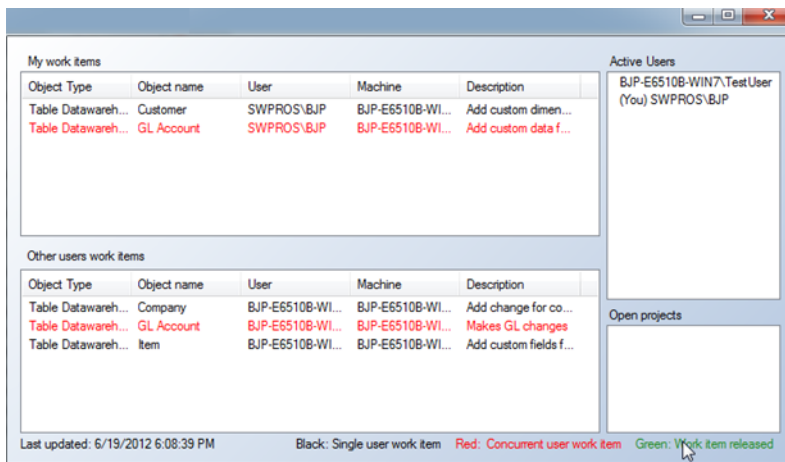 My work items
Object Type Object name User Machine Description
Table Datawareh... Customer SWPROS\BJP BJP-E6510B-WI... Add custom dimen...
Table Datawareh... GL Account SWPROS\BJP BJP-E6510B-WI... Add custom data f...
Other users work items
Object Type Object name User Machine Description
Table Datawareh... Company BJP-E6510B-WI... BJP-E6510B-WI... Add change for co...
Table Datawareh... GL Account BJP-E6510B-WI... BJP-E6510B-WI... Makes GL changes
Table Datawareh... Item BJP-E6510B-WI... BJP-E6510B-WI... Add custom fields f...
Active Users
BJP-E6510B-WIN7\TestUser
(You) SWPROS\BJP
Open projects
Last updated: 6/19/2012 6:08:39 PM Black: Single user work item Red: Concurrent user work item Green: Work item released